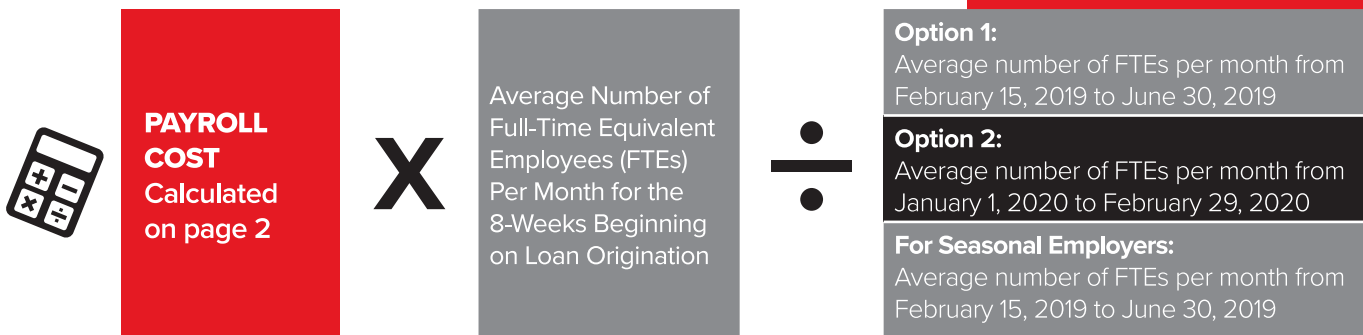 PAYROLL
COST
Calculated
on page 2
X
Average Number of
Full-Time Equivalent
Employees (FTEs)
Per Month for the
8-Weeks Beginning
on Loan Origination
÷
Option 1:
Average number of FTEs per month from
February 15, 2019 to June 30, 2019
Option 2:
Average number of FTEs per month from
January 1, 2020 to February 29, 2020
For Seasonal Employers:
Average number of FTEs per month from
February 15, 2019 to June 30, 2019